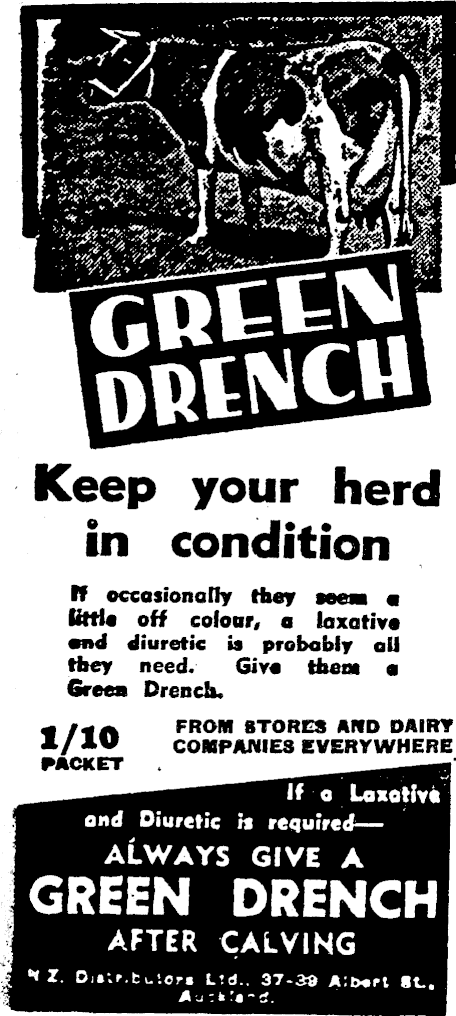 GREEN
DRENCH
Keep your herd
in condition
If occasionally they seem a
little off colour, a laxative
and diuretic is probably all
they need. Give them a
Green Drench.
1/10
PACKET
FROM STORES AND DAIRY
COMPANIES EVERYWHERE
If a Laxative
and Diuretic is required—
ALWAYS GIVE A
GREEN DRENCH
AFTER CALVING
N.Z. Distributors Ltd., 37-39 Albert St.,
Auckland.